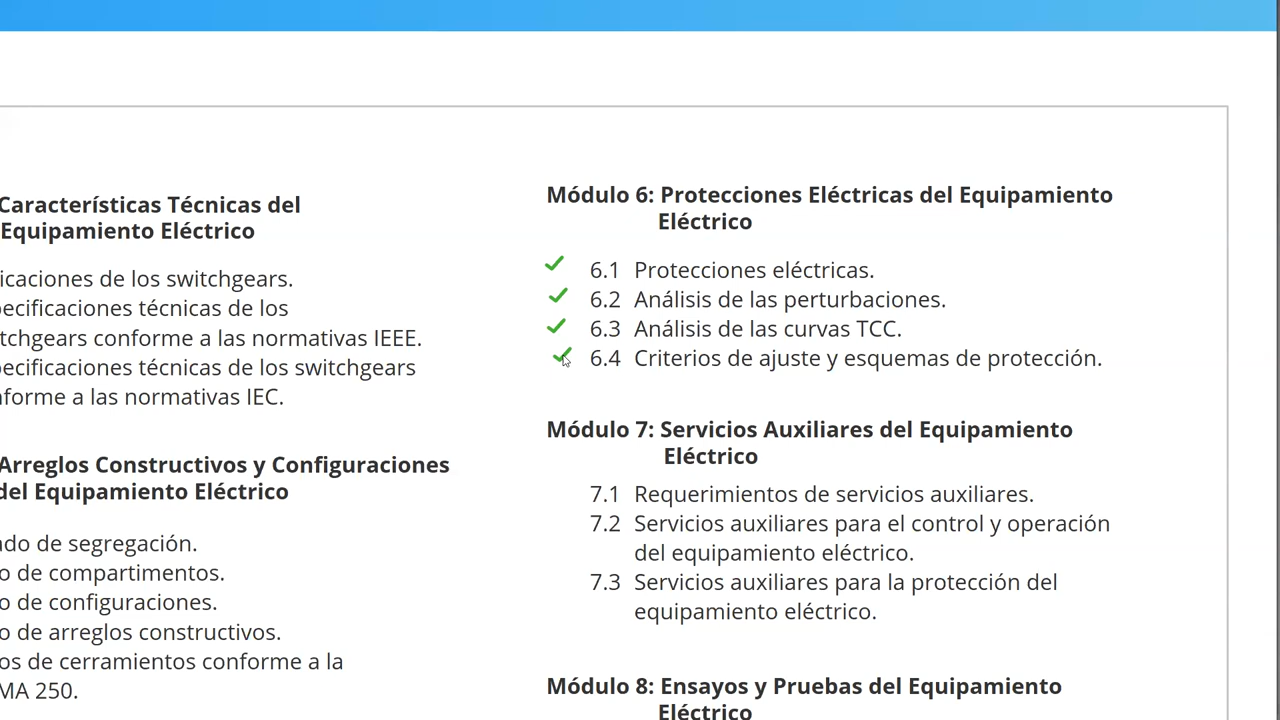 Características Técnicas del
Equipamiento Eléctrico
icaciones de los switchgears.
pecificaciones técnicas de los
tchgears conforme a las normativas IEEE.
pecificaciones técnicas de los switchgears
nforme a las normativas IEC.
Arreglos Constructivos y Configuraciones
del Equipamiento Eléctrico
ado de segregación.
o de compartimentos.
o de configuraciones.
o de arreglos constructivos.
os de cerramientos conforme a la
MA 250.
Módulo 6: Protecciones Eléctricas del Equipamiento
Eléctrico
6.1 Protecciones eléctricas.
6.2 Análisis de las perturbaciones.
6.3 Análisis de las curvas TCC.
6.4 Criterios de ajuste y esquemas de protección.
Módulo 7: Servicios Auxiliares del Equipamiento
Eléctrico
7.1 Requerimientos de servicios auxiliares.
7.2 Servicios auxiliares para el control y operación
del equipamiento eléctrico.
7.3 Servicios auxiliares para la protección del
equipamiento eléctrico.
Módulo 8: Ensayos y Pruebas del Equipamiento
Eléctrico